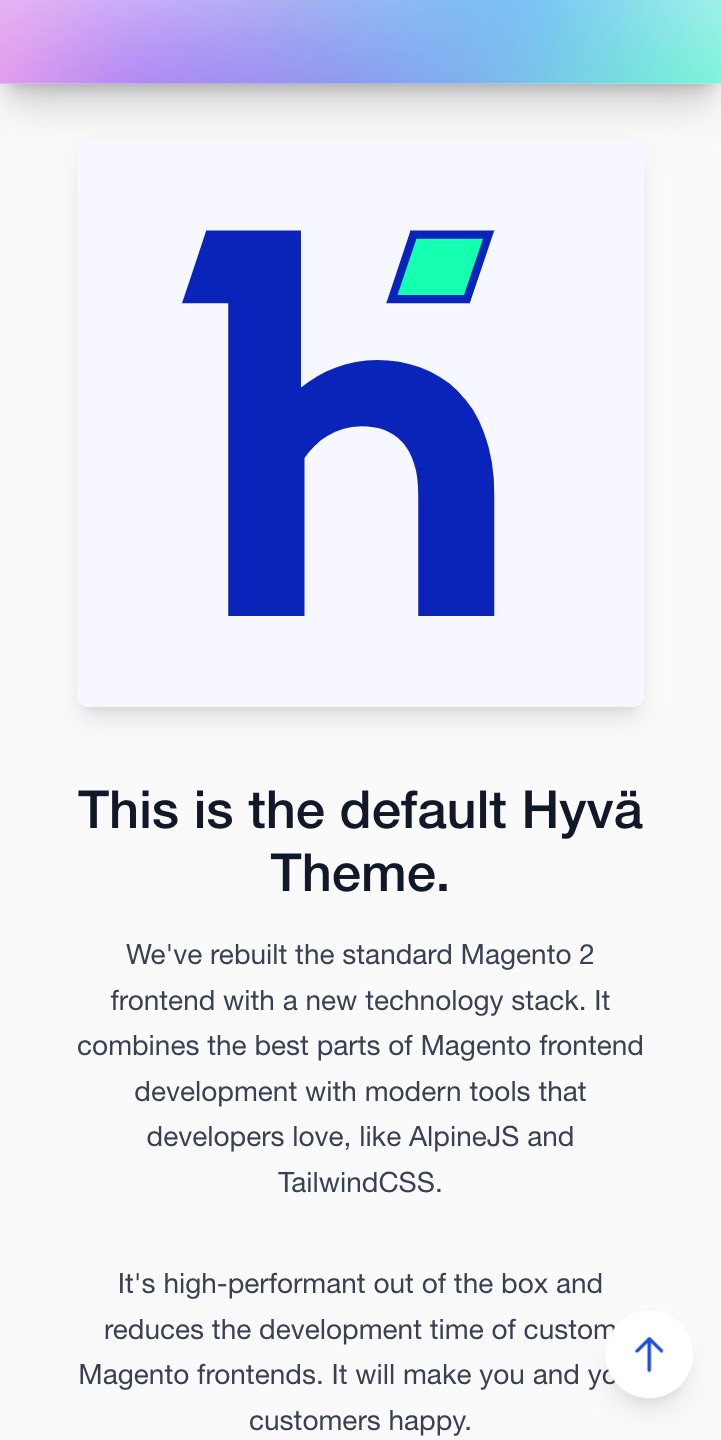 This is the default Hyvä
Theme.
We've rebuilt the standard Magento 2
frontend with a new technology stack. It
combines the best parts of Magento frontend
development with modern tools that
developers love, like AlpineJS and
TailwindCSS.
It's high-performant out of the box and
reduces the development time of custom
Magento frontends. It will make you and
customers happy.